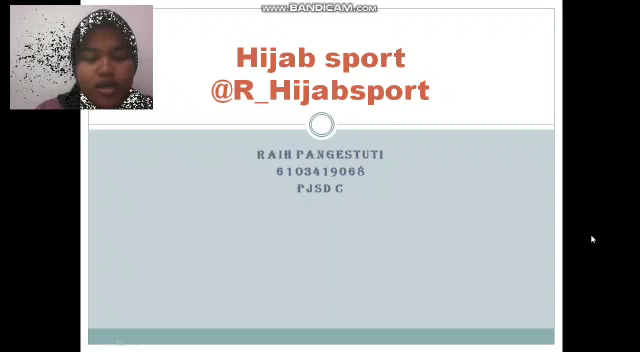 WWW.BANDICAM.COM
Hijab sport
@R_Hijabsport
RAIH PANGESTUTI
6103419068
PJSD C